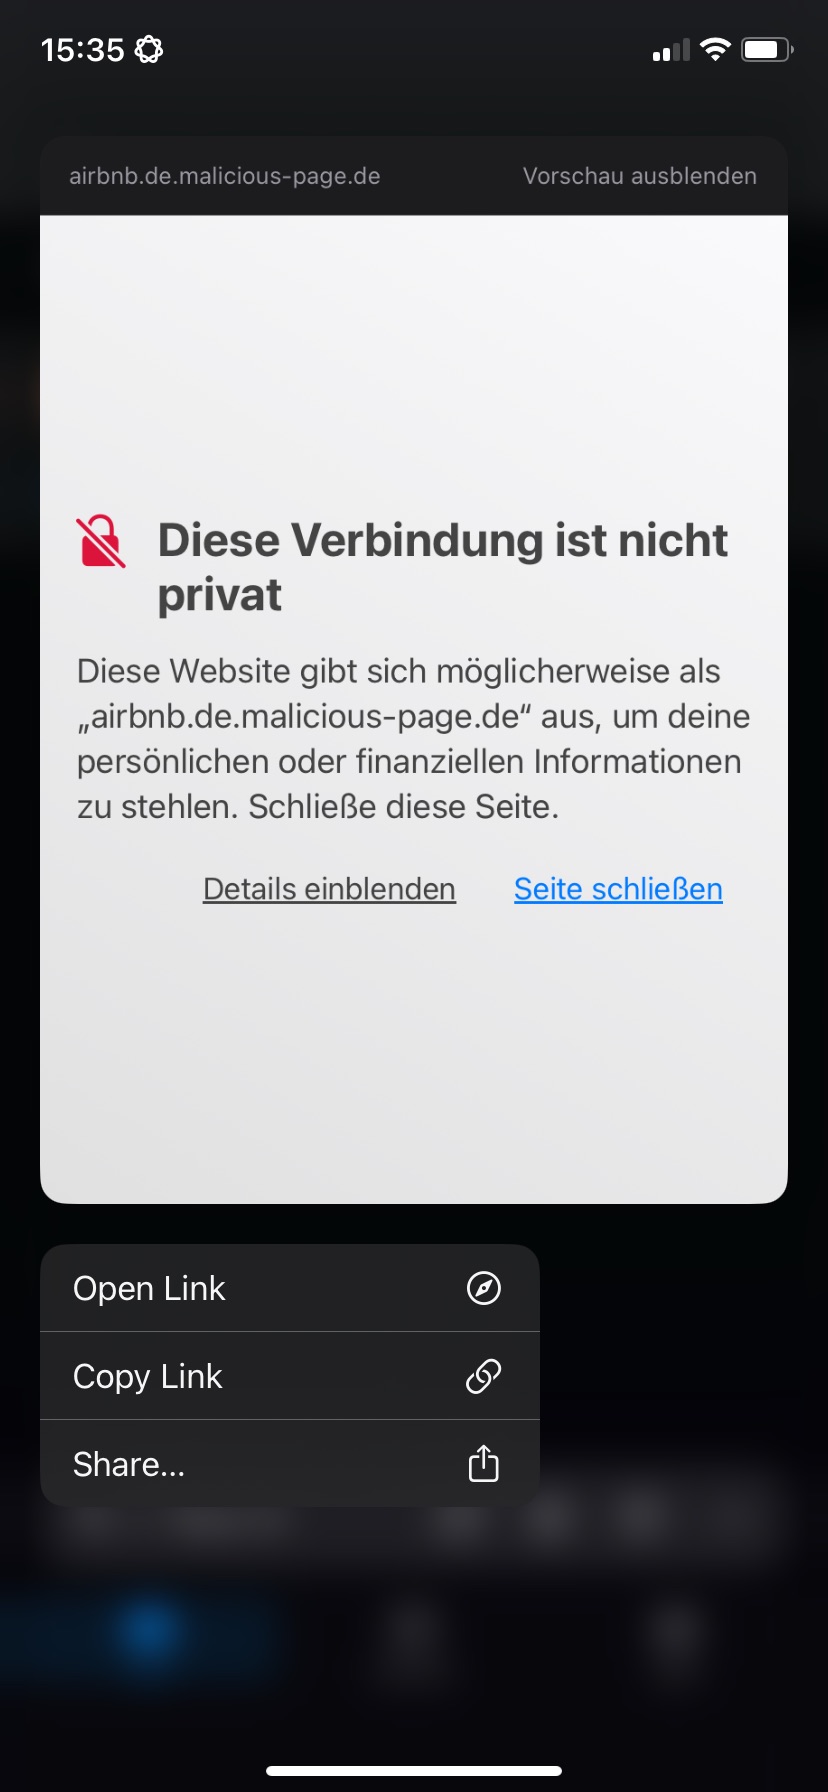 15:35
airbnb.de.malicious-page.de
Vorschau ausblenden
Diese Verbindung ist nicht
privat
Diese Website gibt sich möglicherweise als
„airbnb.de.malicious-page.de“ aus, um deine
persönlichen oder finanziellen Informationen
zu stehlen. Schließe diese Seite.
Details einblenden
Seite schließen
Open Link
Copy Link
Share...